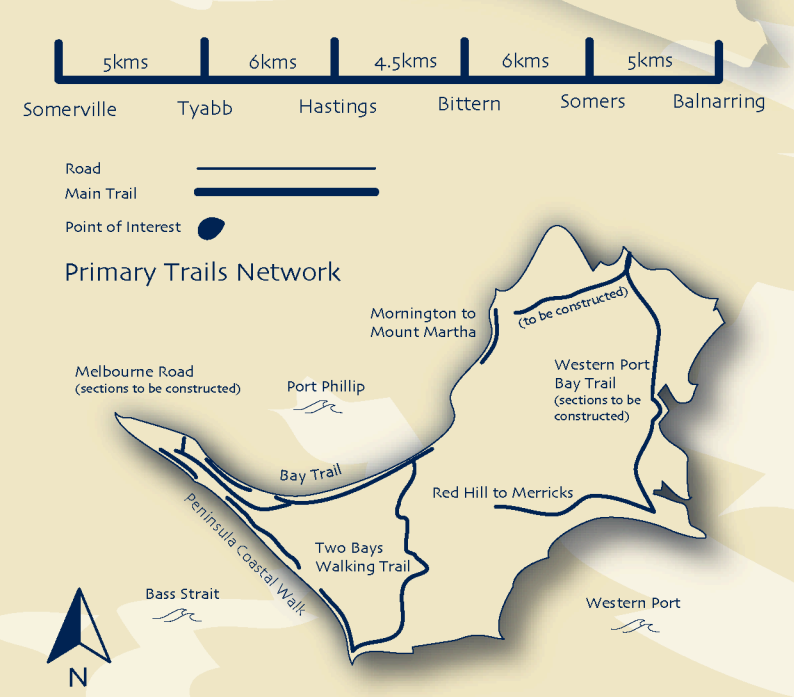 5kms 6kms 4.5kms 6kms 5kms
Somerville Tyabb Hastings Bittern Somers Balnarring
Road
Main Trail
Point of Interest
Primary Trails Network
Mornington to
Mount Martha
(to be constructed)
Melbourne Road
(sections to be constructed)
Port Phillip
Western Port
Bay Trail
(sections to be
constructed)
Bay Trail
Red Hill to Merricks
Peninsula Coastal Walk
Two Bays
Walking Trail
Bass Strait
Western Port
N